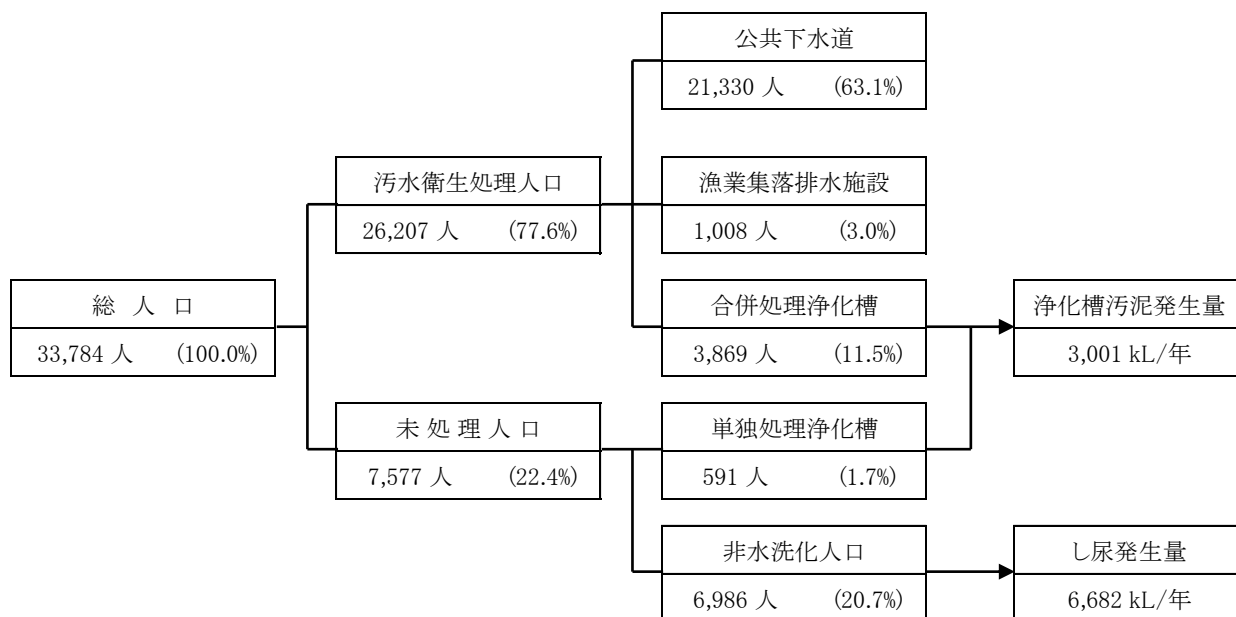 公共下水道
21,330 人 (63.1%)
汚水衛生処理人口
26,207 人 (77.6%)
漁業集落排水施設
1,008 人 (3.0%)
総 人 口
33,784 人 (100.0%)
合併処理浄化槽
3,869 人 (11.5%)
浄化槽汚泥発生量
3,001 kL/年
未 処 理 人 口
7,577 人 (22.4%)
単独処理浄化槽
591 人 (1.7%)
非水洗化人口
6,986 人 (20.7%)
し尿発生量
6,682 kL/年